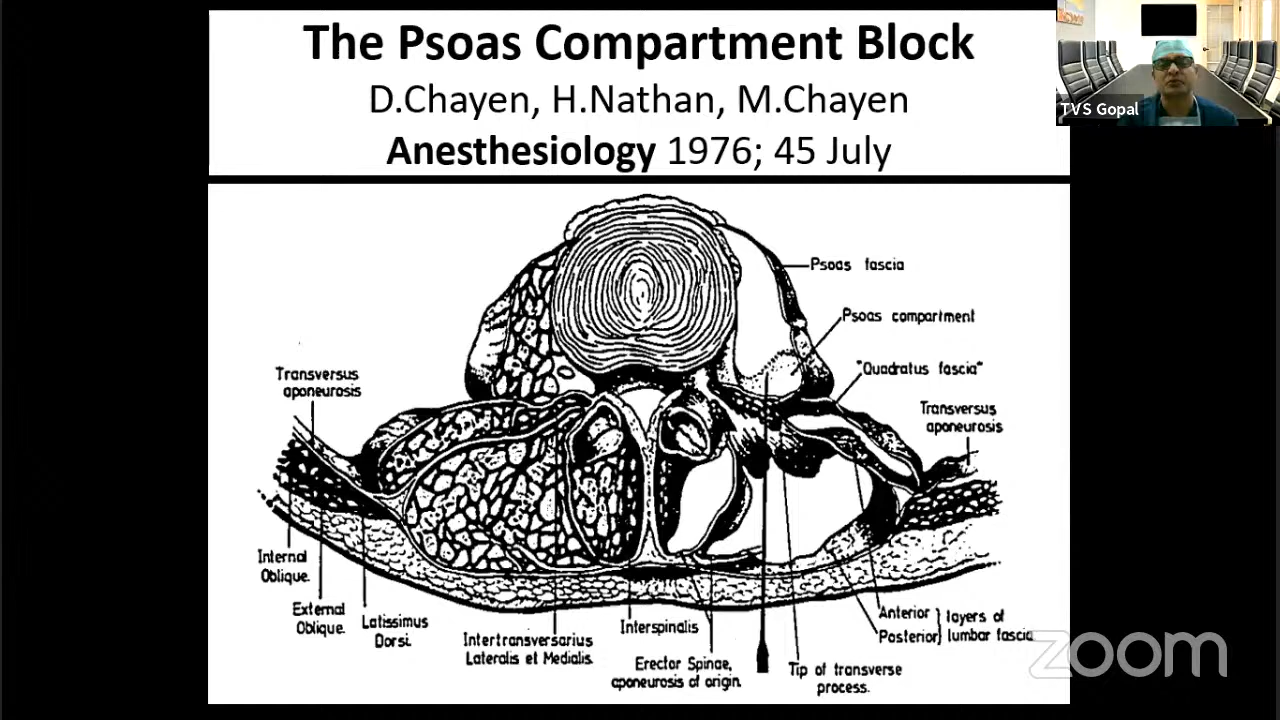 The Psoas Compartment Block
D.Chayen, H.Nathan, M.Chayen
Anesthesiology 1976; 45 July
TVS Gopal
Psoas fascia
Psoas compartment
"Quadratus fascia"
Transversus
aponeurosis
Transversus
aponeurosis
Internal
Oblique.
External
Oblique.
Latissimus
Dorsi.
Intertransversarius
Lateralis et Medialis.
Interspinalis
Erector Spinae,
aponeurosis of origin.
Tip of transverse
process.
Anterior
Posterior
layers of
lumbar fascia
zoom